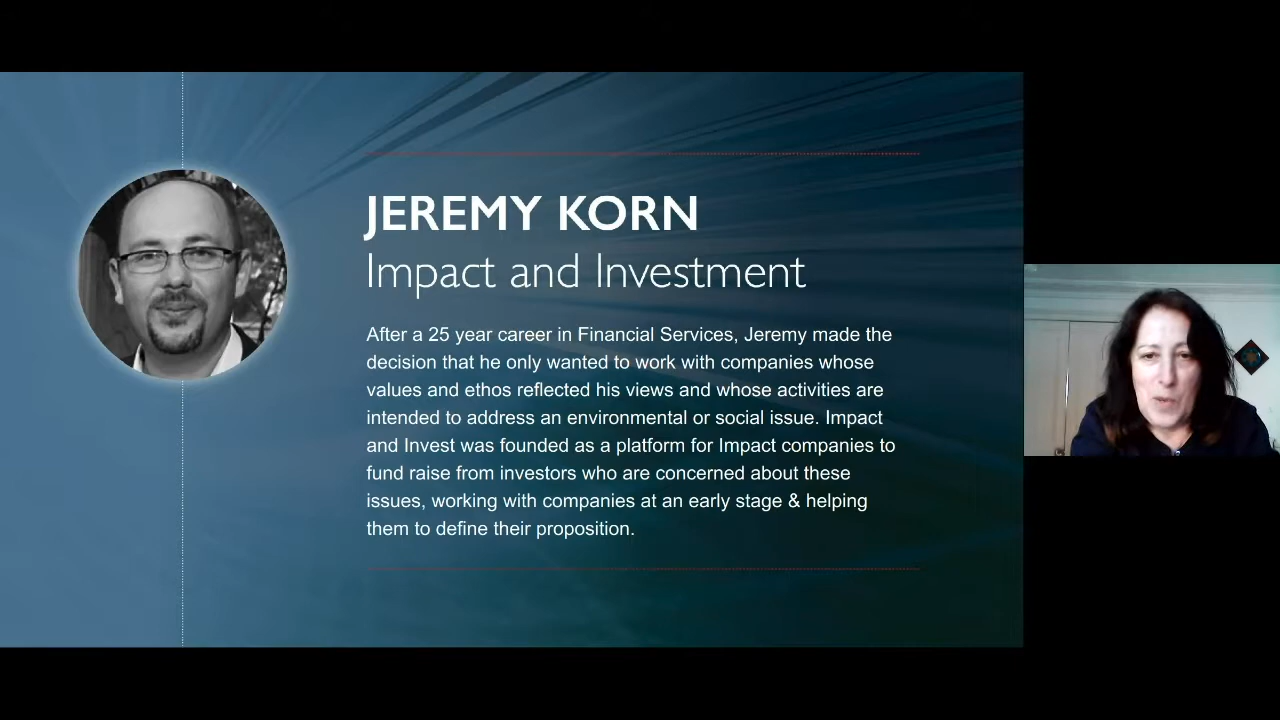 JEREMY KORN
Impact and Investment
After a 25 year career in Financial Services, Jeremy made the
decision that he only wanted to work with companies whose
values and ethos reflected his views and whose activities are
intended to address an environmental or social issue. Impact
and Invest was founded as a platform for Impact companies to
fund raise from investors who are concerned about these
issues, working with companies at an early stage & helping
them to define their proposition.